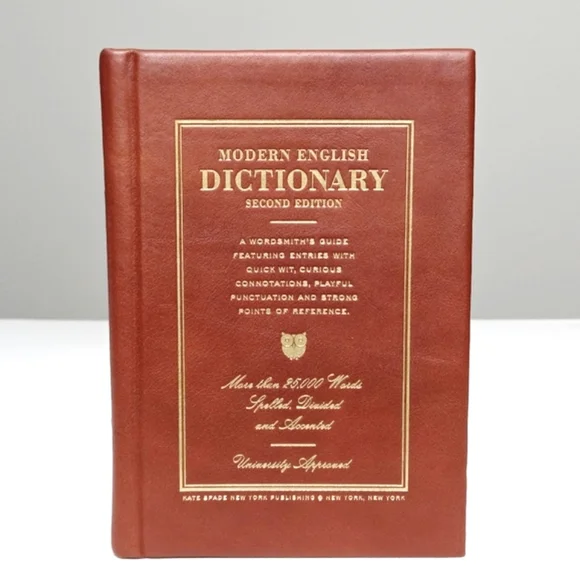 MODERN ENGLISH
DICTIONARY
SECOND EDITION
A WORDSMITH'S GUIDE
FEATURING ENTRIES WITH
QUICK WIT, CURIOUS
CONNOTATIONS, PLAYFUL
PUNCTUATION AND STRONG
POINTS OF REFERENCE.
More than 25,000 Words
Spelled, Divided
and Accented
University Approved
KATE SPADE NEW YORK PUBLISHING NEW YORK, NEW YORK